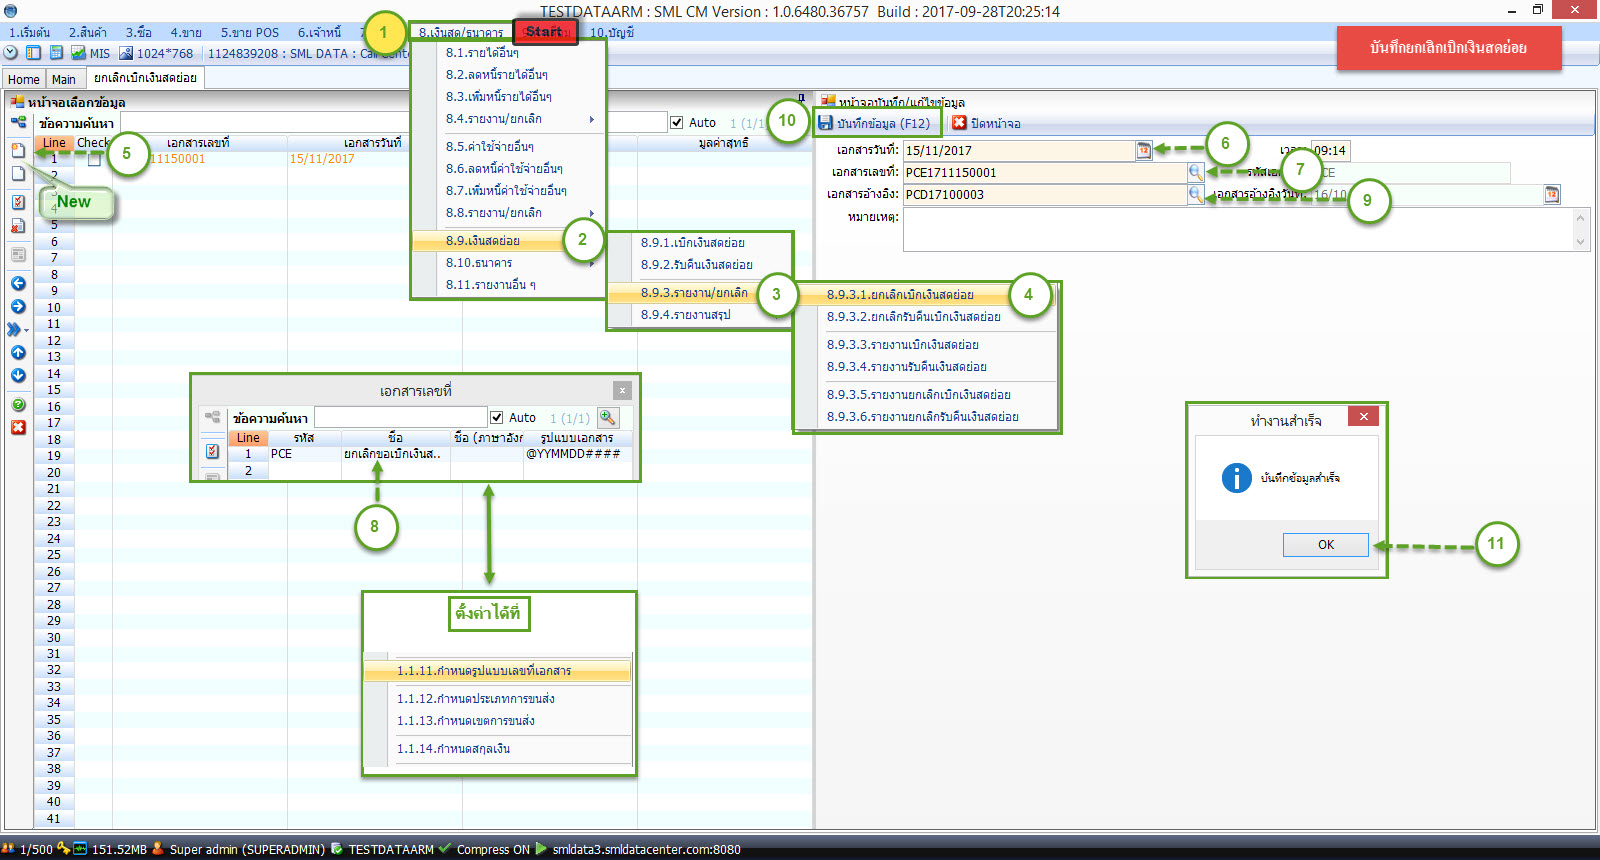 TESTDATAARM : SML CM Version : 1.0.6480.36757 Build : 2017-09-28T20:25:14
1.เริ่มต้น 2.สินค้า 3.ซื้อ 4.ขาย 5.ขาย POS 6.เจ้าหนี้ 1 8.เงินสด/ธนาคาร Start 10.บัญชี
MIS 1024*768 1124839208 : SML DATA : Call Center
บันทึกยกเลิกเบิกเงินสดย่อย
Home Main ยกเลิกเบิกเงินสดย่อย
หน้าจอเลือกข้อมูล
ข้อความค้นหา Auto 1 (1/1)
Line Check เอกสารเลขที่ เอกสารวันที่ มูลค่าสุทธิ
1 11150001 15/11/2017
2
3
4
5
6
7
8
9
10
11
12
13
14
15
16
17
18
19
20
21
22
23
24
25
26
27
28
29
30
31
32
33
34
35
36
37
38
39
40
41
5
New
8.1.รายได้อื่นๆ
8.2.ลดหนี้รายได้อื่นๆ
8.3.เพิ่มหนี้รายได้อื่นๆ
8.4.รายงาน/ยกเลิก
8.5.ค่าใช้จ่ายอื่นๆ
8.6.ลดหนี้ค่าใช้จ่ายอื่นๆ
8.7.เพิ่มหนี้ค่าใช้จ่ายอื่นๆ
8.8.รายงาน/ยกเลิก
8.9.เงินสดย่อย 2
8.10.ธนาคาร
8.11.รายงานอื่น ๆ
8.9.1.เบิกเงินสดย่อย
8.9.2.รับคืนเงินสดย่อย
8.9.3.รายงาน/ยกเลิก 3
8.9.4.รายงานสรุป
8.9.3.1.ยกเลิกเบิกเงินสดย่อย 4
8.9.3.2.ยกเลิกรับคืนเบิกเงินสดย่อย
8.9.3.3.รายงานเบิกเงินสดย่อย
8.9.3.4.รายงานรับคืนเงินสดย่อย
8.9.3.5.รายงานยกเลิกเบิกเงินสดย่อย
8.9.3.6.รายงานยกเลิกรับคืนเงินสดย่อย
หน้าจอบันทึก/แก้ไขข้อมูล
10 บันทึกข้อมูล (F12) ปิดหน้าจอ
เอกสารวันที่: 15/11/2017 12 6 09:14
เอกสารเลขที่: PCE1711150001 7
เอกสารอ้างอิง: PCD17100003 9 เอกสารอ้างอิงวันที่: 16/10 12
หมายเหตุ:
เอกสารเลขที่ x
ข้อความค้นหา Auto 1 (1/1)
Line รหัส ชื่อ ชื่อ (ภาษาอังก รูปแบบเอกสาร
1 PCE ยกเลิกขอเบิกเงินส.. @YYMMDD####
2
8
ตั้งค่าได้ที่
1.1.11.กำหนดรูปแบบเลขที่เอกสาร
1.1.12.กำหนดประเภทการขนส่ง
1.1.13.กำหนดเขตการขนส่ง
1.1.14.กำหนดสกุลเงิน
ทำงานสำเร็จ
บันทึกข้อมูลสำเร็จ
OK 11
1/500 151.52MB Super admin (SUPERADMIN) TESTDATAARM Compress ON smldata3.smldatacenter.com:8080